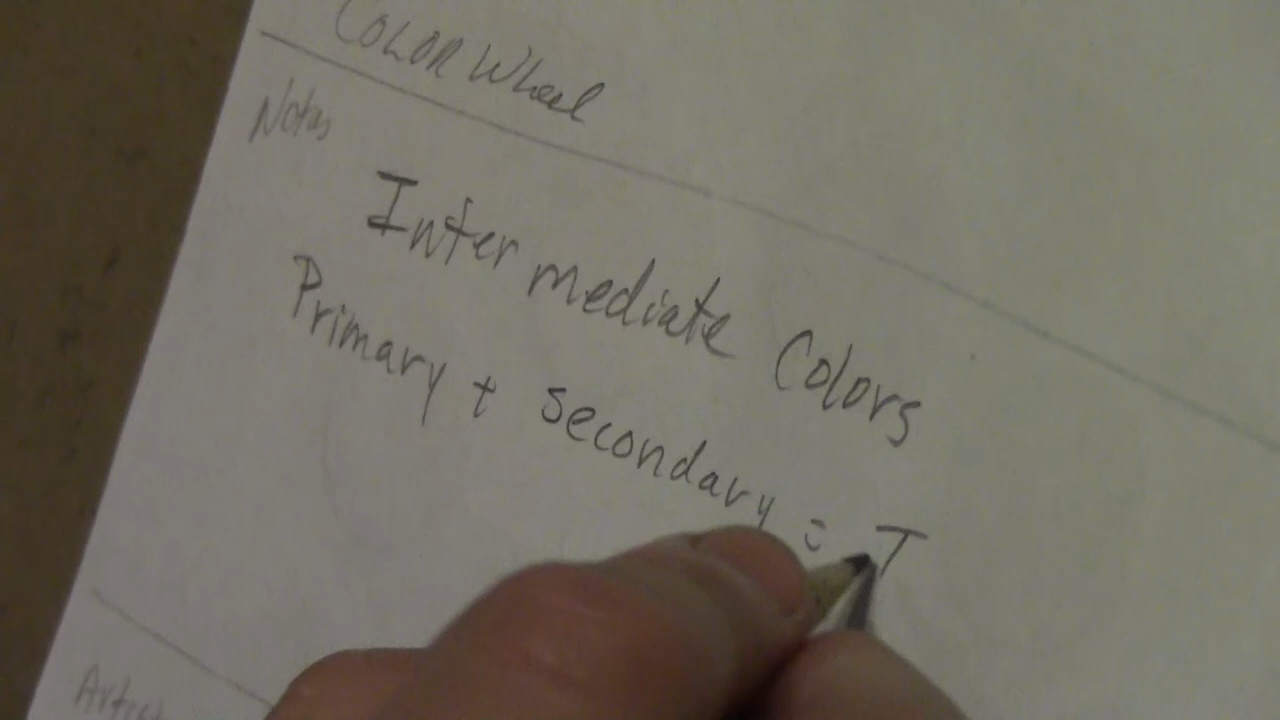 COLOR Wheel
Notes
Intermediate Colors
Primary + secondary = T